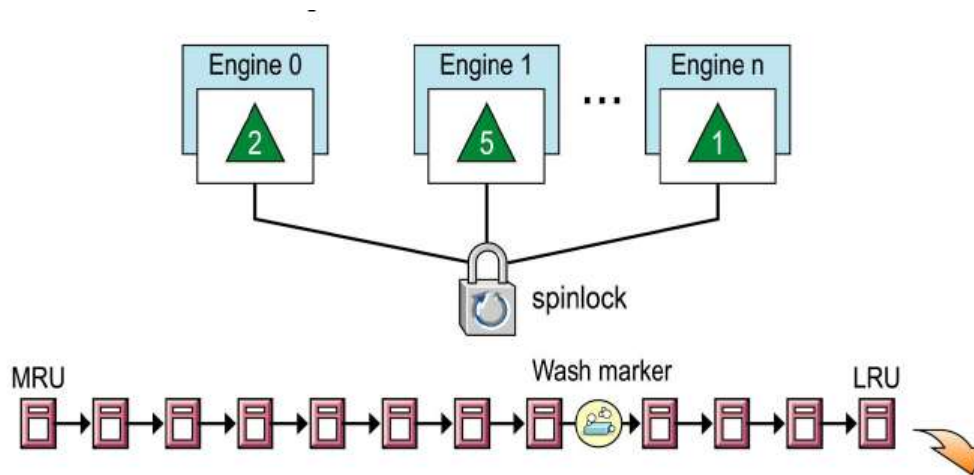 Engine 0 Engine 1 Engine n
...
2 5 1
spinlock
Wash marker
MRU LRU